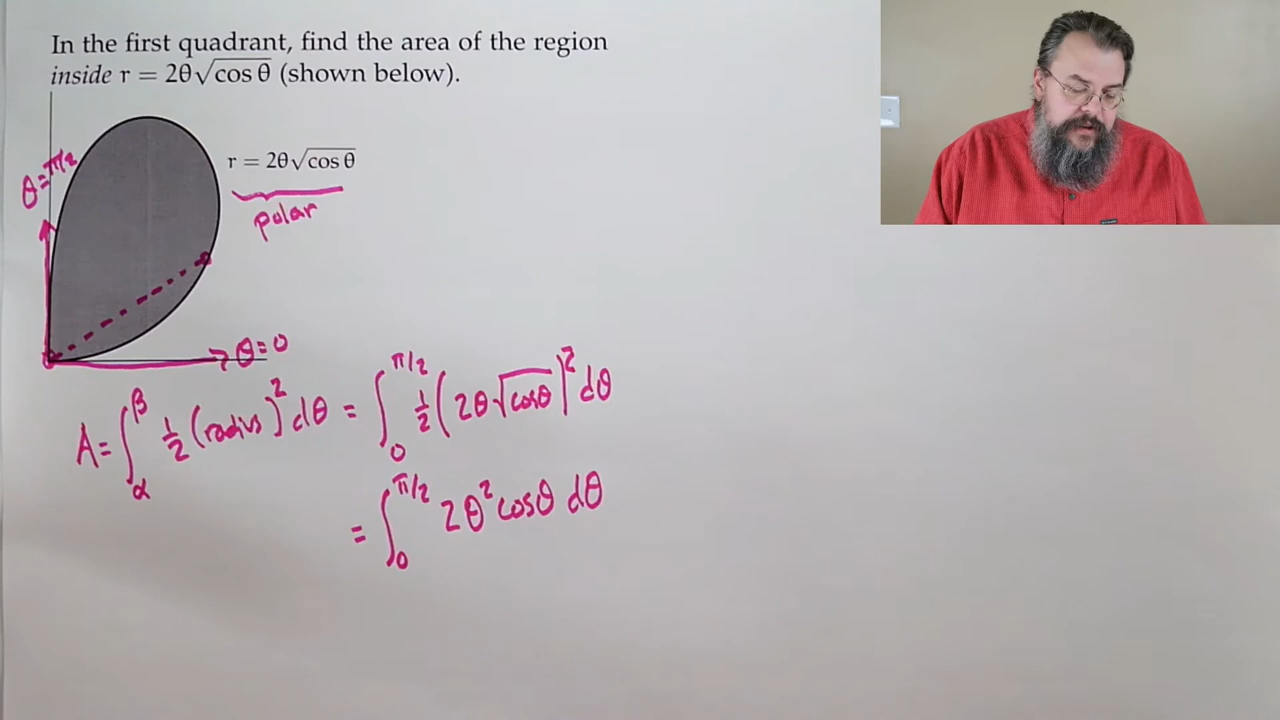 In the first quadrant, find the area of the region
inside r = 2θ√cos θ (shown below).
θ=π/2
r = 2θ√cos θ
polar
θ=0
A = ∫_α^β ½(radius)² dθ = ∫_0^{π/2} ½(2θ√cosθ)² dθ
= ∫_0^{π/2} 2θ² cosθ dθ